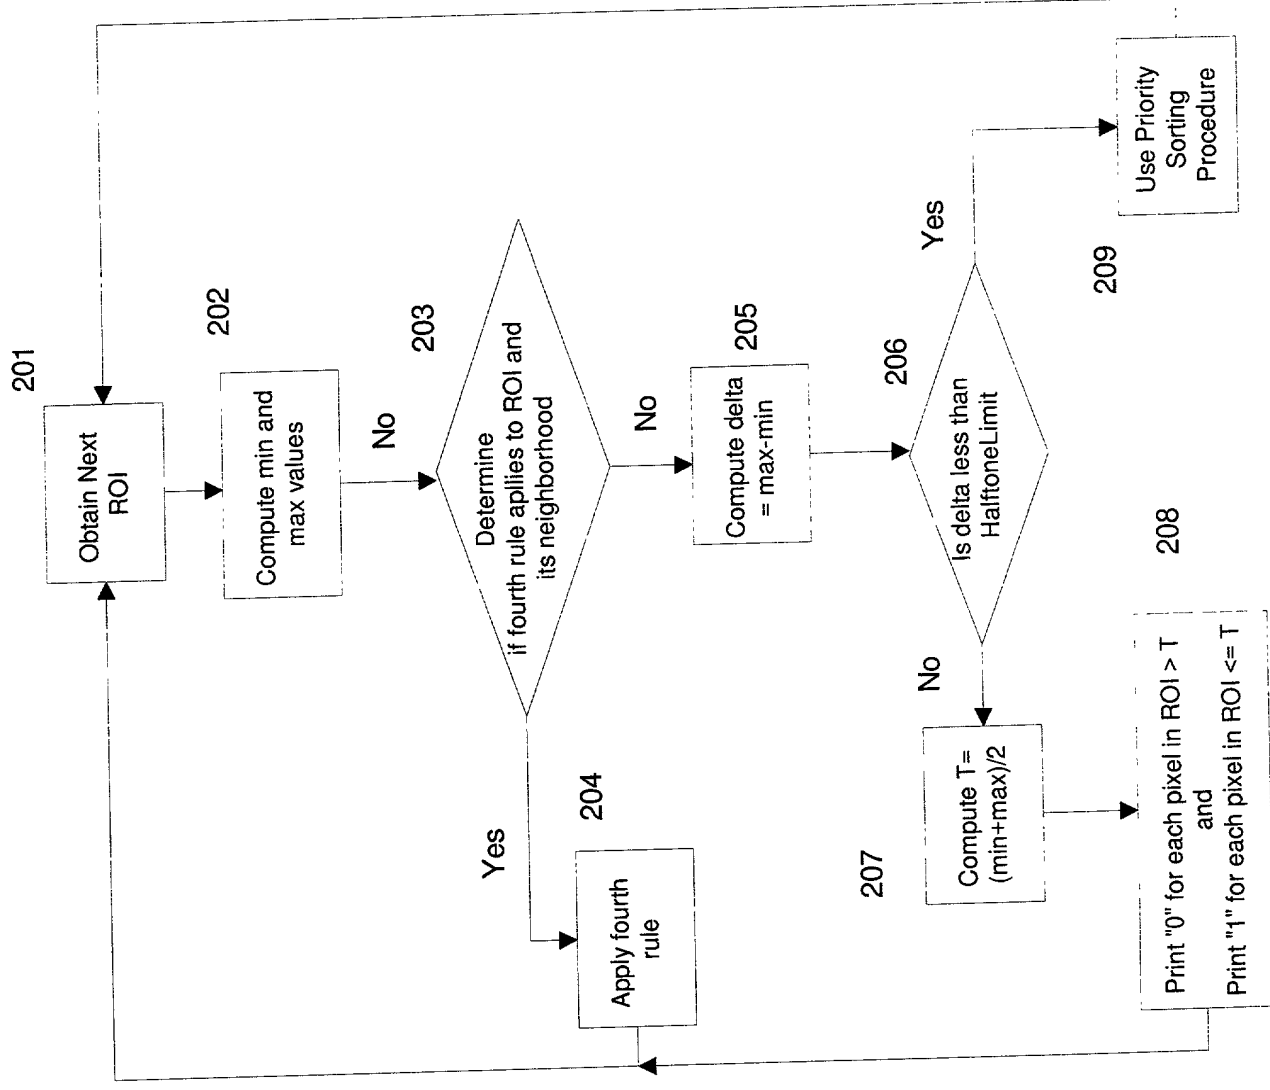 201
Obtain Next
ROI
202
Compute min and
max values
No
203
Determine
if fourth rule apllies to ROI and
its neighborhood
Yes
204
Apply fourth
rule
No
205
Compute delta
= max-min
206
Is delta less than
HalftoneLimit
No
207
Compute T=
(min+max)/2
208
Print "0" for each pixel in ROI > T
and
Print "1" for each pixel in ROI <= T
Yes
209
Use Priority
Sorting
Procedure